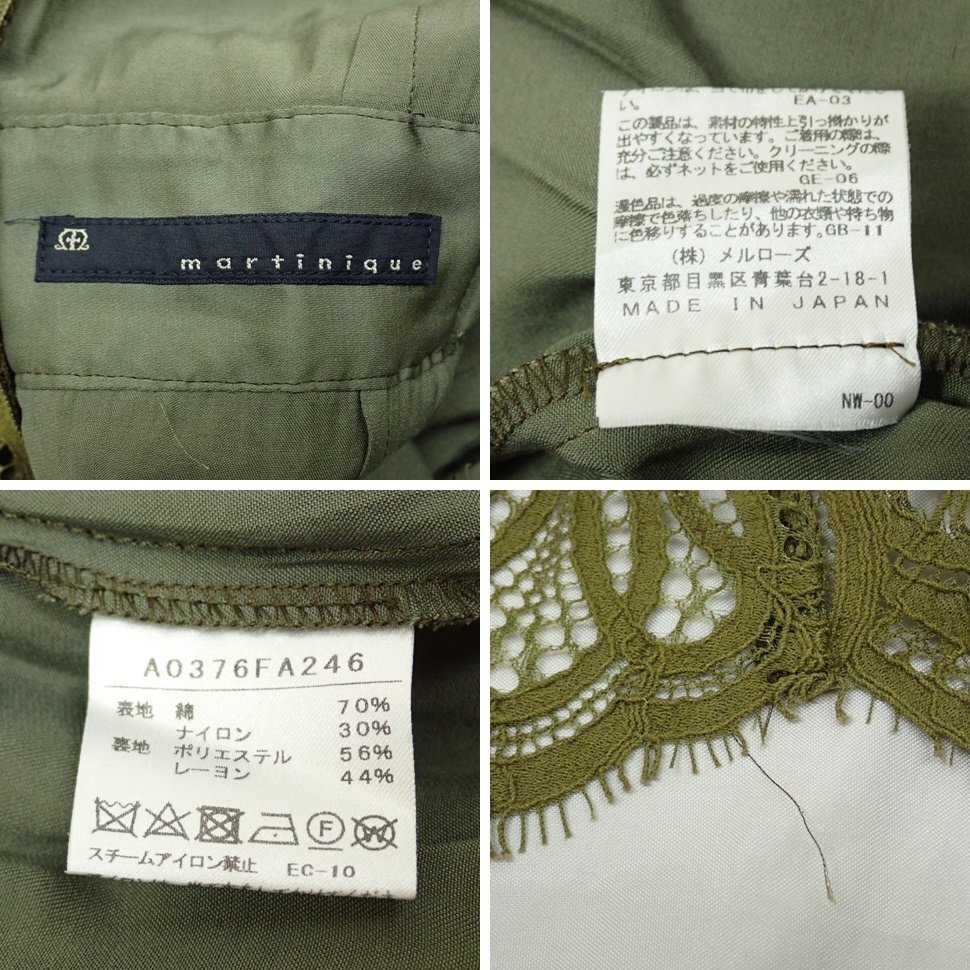 martinique
い。 EA-03
この製品は、素材の特性上引っ掛かりが
出やすくなっています。ご着用の際は、
充分ご注意ください。クリーニングの際
は、必ずネットをご使用ください。
GE-06
濃色品は、過度の摩擦や濡れた状態での
摩擦で色落ちしたり、他の衣類や持ち物
に色移りすることがあります。GB-11
(株) メルローズ
東京都目黒区青葉台2-18-1
MADE IN JAPAN
NW-00
A0376FA246
表地 綿 70%
ナイロン 30%
裏地 ポリエステル 56%
レーヨン 44%
F W
スチームアイロン禁止 EC-10